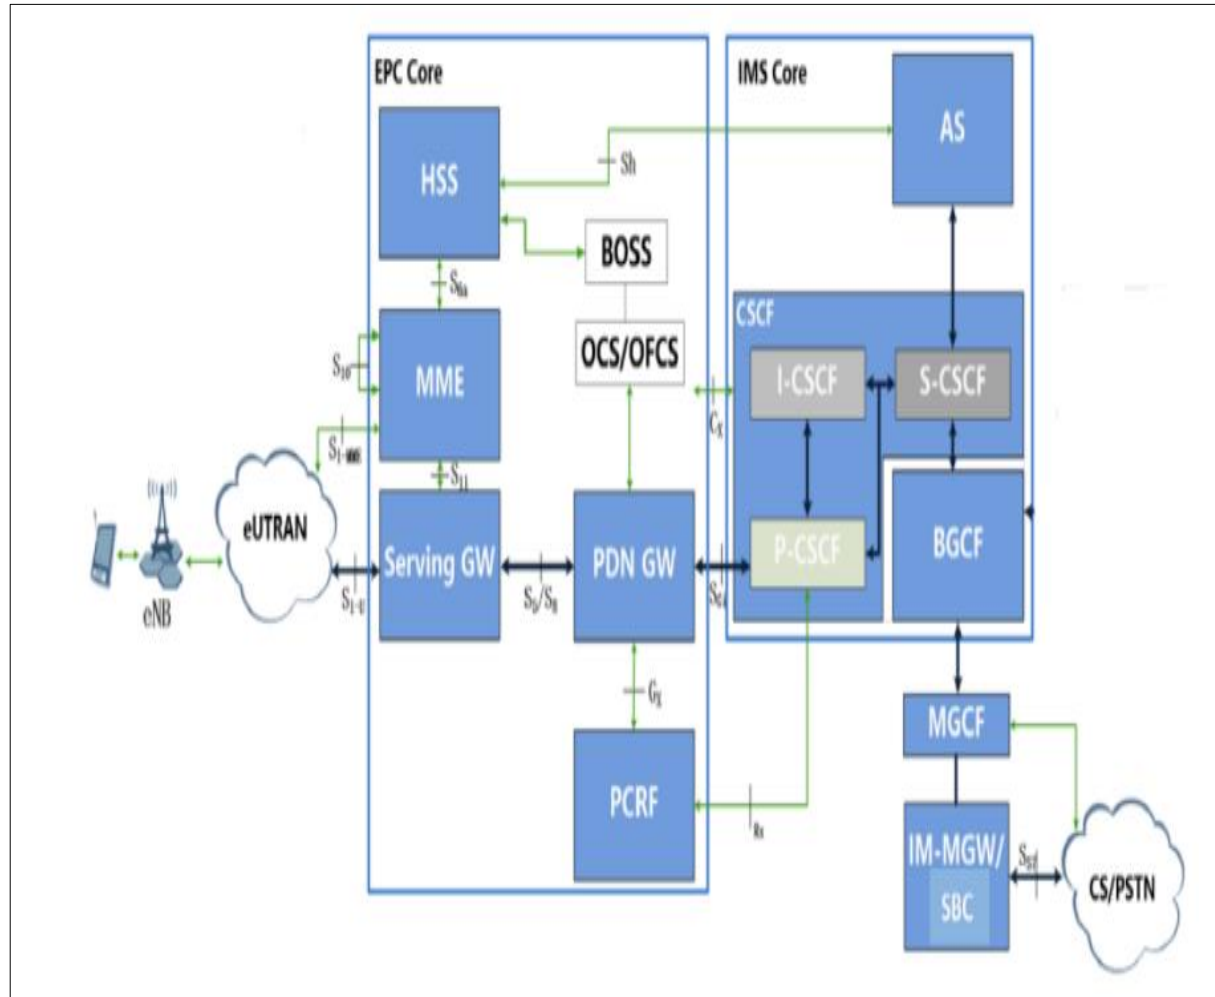 EPC Core
IMS Core
AS
HSS
Sh
BOSS
S6a
CSCF
OCS/OFCS
I-CSCF
S-CSCF
S10
MME
CX
S1-MME
S11
eUTRAN
Serving GW
PDN GW
P-CSCF
BGCF
S1-U
S5/S8
SGi
eNB
GX
MGCF
PCRF
Rx
IM-MGW/
SBC
CS/PSTN